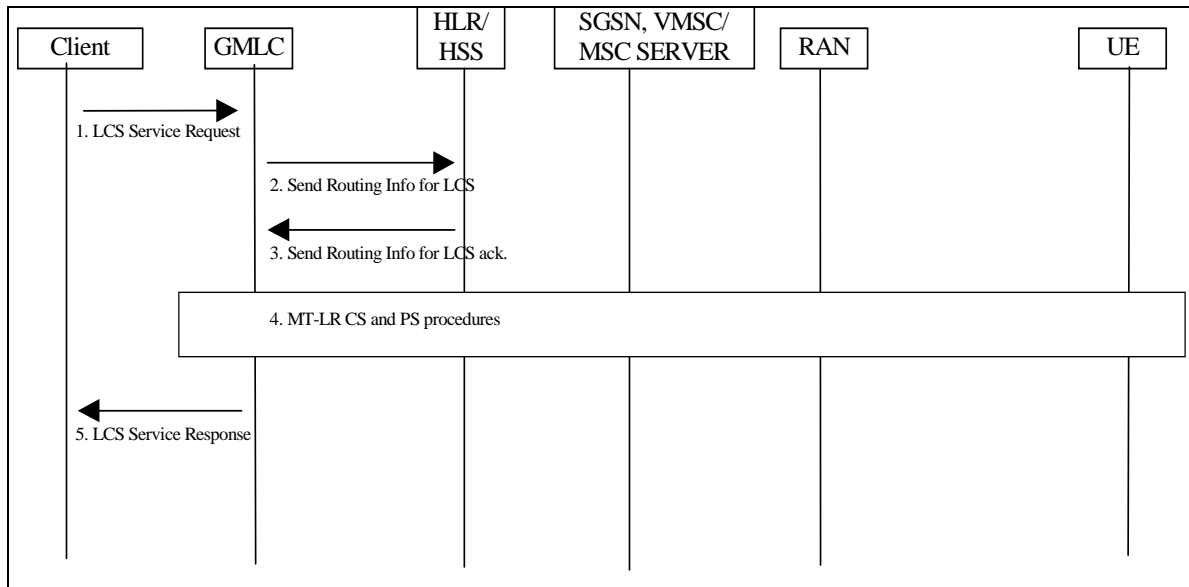 Client
GMLC
HLR/
HSS
SGSN, VMSC/
MSC SERVER
RAN
UE
1. LCS Service Request
2. Send Routing Info for LCS
3. Send Routing Info for LCS ack.
4. MT-LR CS and PS procedures
5. LCS Service Response